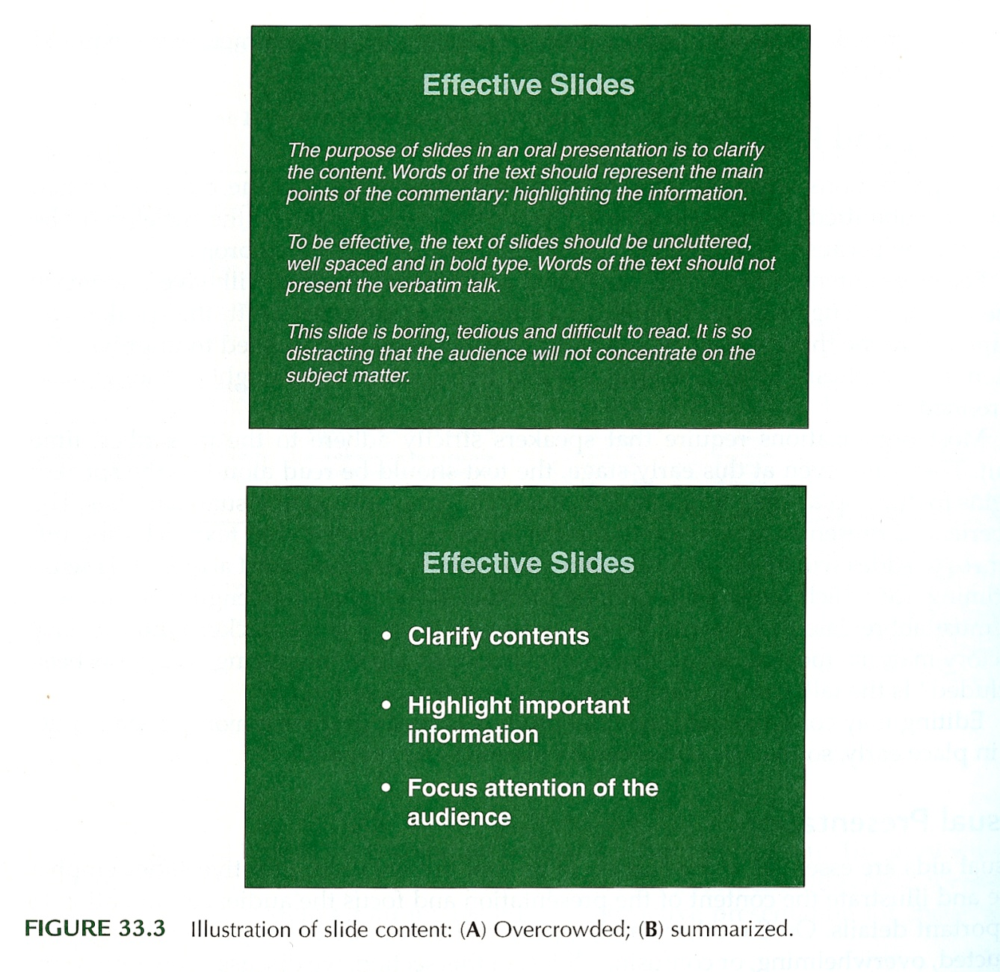 Effective Slides
The purpose of slides in an oral presentation is to clarify
the content. Words of the text should represent the main
points of the commentary: highlighting the information.
To be effective, the text of slides should be uncluttered,
well spaced and in bold type. Words of the text should not
present the verbatim talk.
This slide is boring, tedious and difficult to read. It is so
distracting that the audience will not concentrate on the
subject matter.
Effective Slides
• Clarify contents
• Highlight important
information
• Focus attention of the
audience
FIGURE 33.3 Illustration of slide content: (A) Overcrowded; (B) summarized.